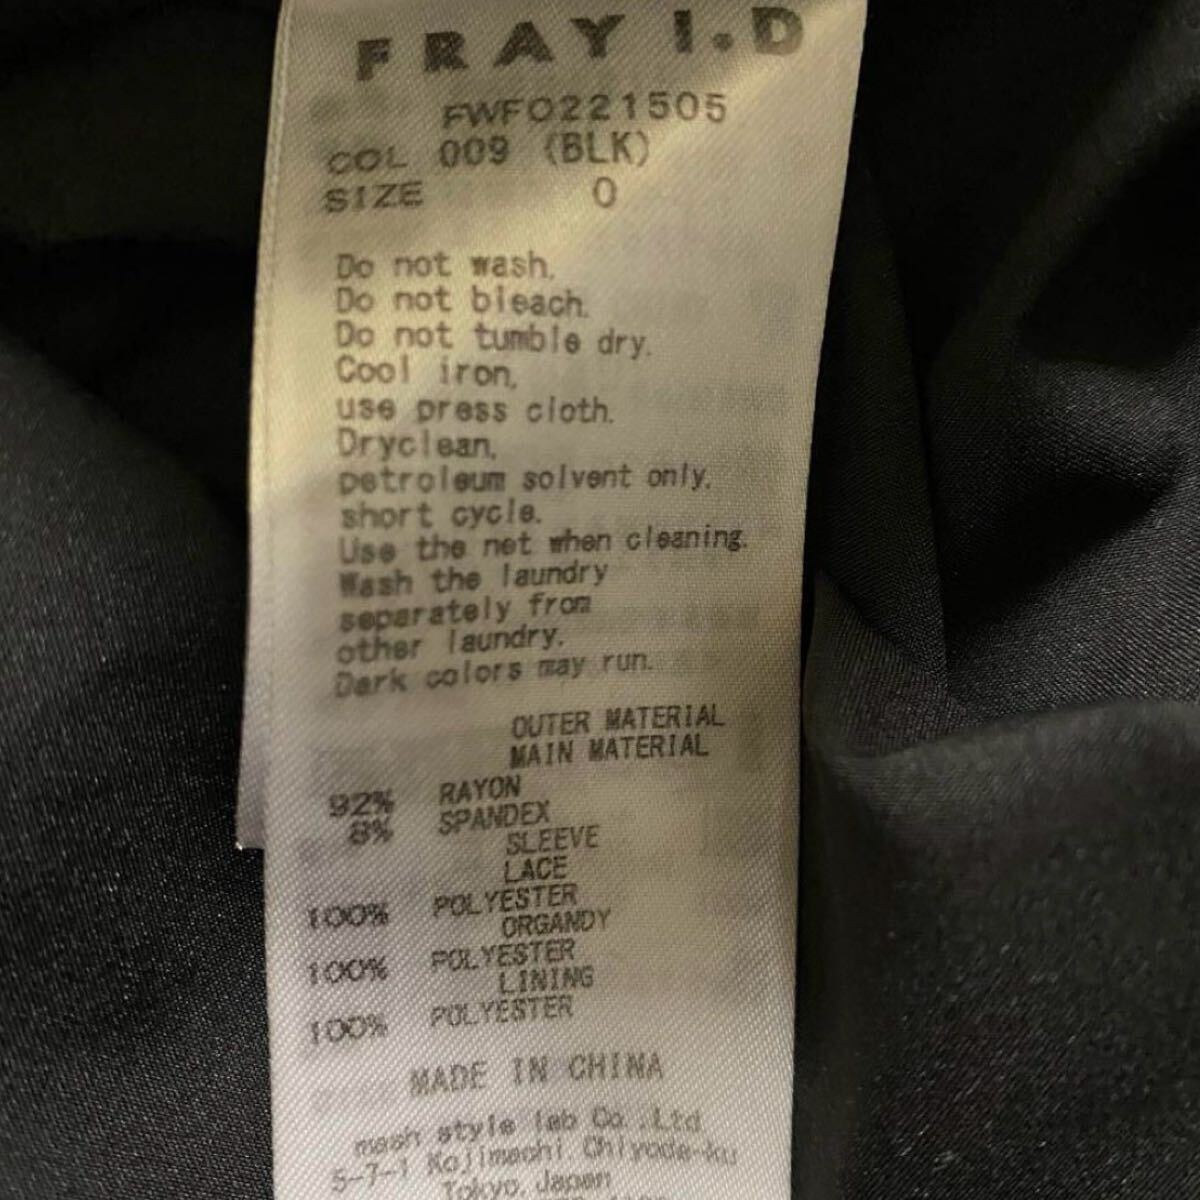 FRAY I.D
FWFO221505
COL 009 (BLK)
SIZE 0
Do not wash.
Do not bleach.
Do not tumble dry.
Cool iron,
use press cloth.
Dryclean,
petroleum solvent only,
short cycle.
Use the net when cleaning.
Wash the laundry
separately from
other laundry.
Dark colors may run.
OUTER MATERIAL
MAIN MATERIAL
92% RAYON
8% SPANDEX
SLEEVE
LACE
100% POLYESTER
ORGANDY
100% POLYESTER
LINING
100% POLYESTER
MADE IN CHINA
mash style lab Co.,Ltd
5-7-1 Kojimachi Chiyoda-ku
Tokyo, Japan